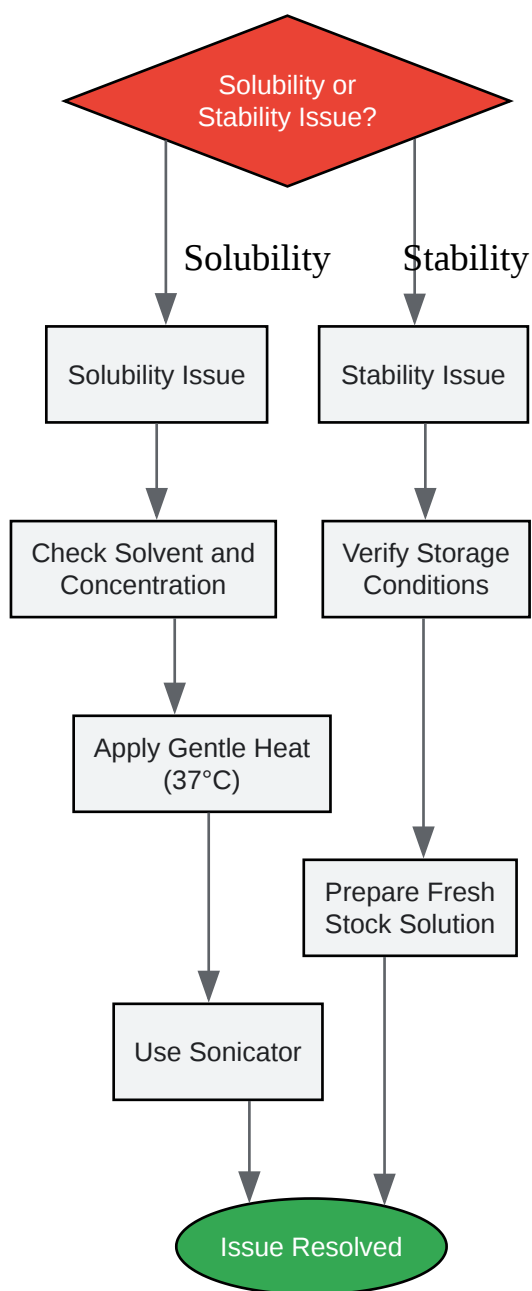 Solubility or
Stability Issue?
Solubility
Stability
Solubility Issue
Stability Issue
Check Solvent and
Concentration
Verify Storage
Conditions
Apply Gentle Heat
(37°C)
Prepare Fresh
Stock Solution
Use Sonicator
Issue Resolved